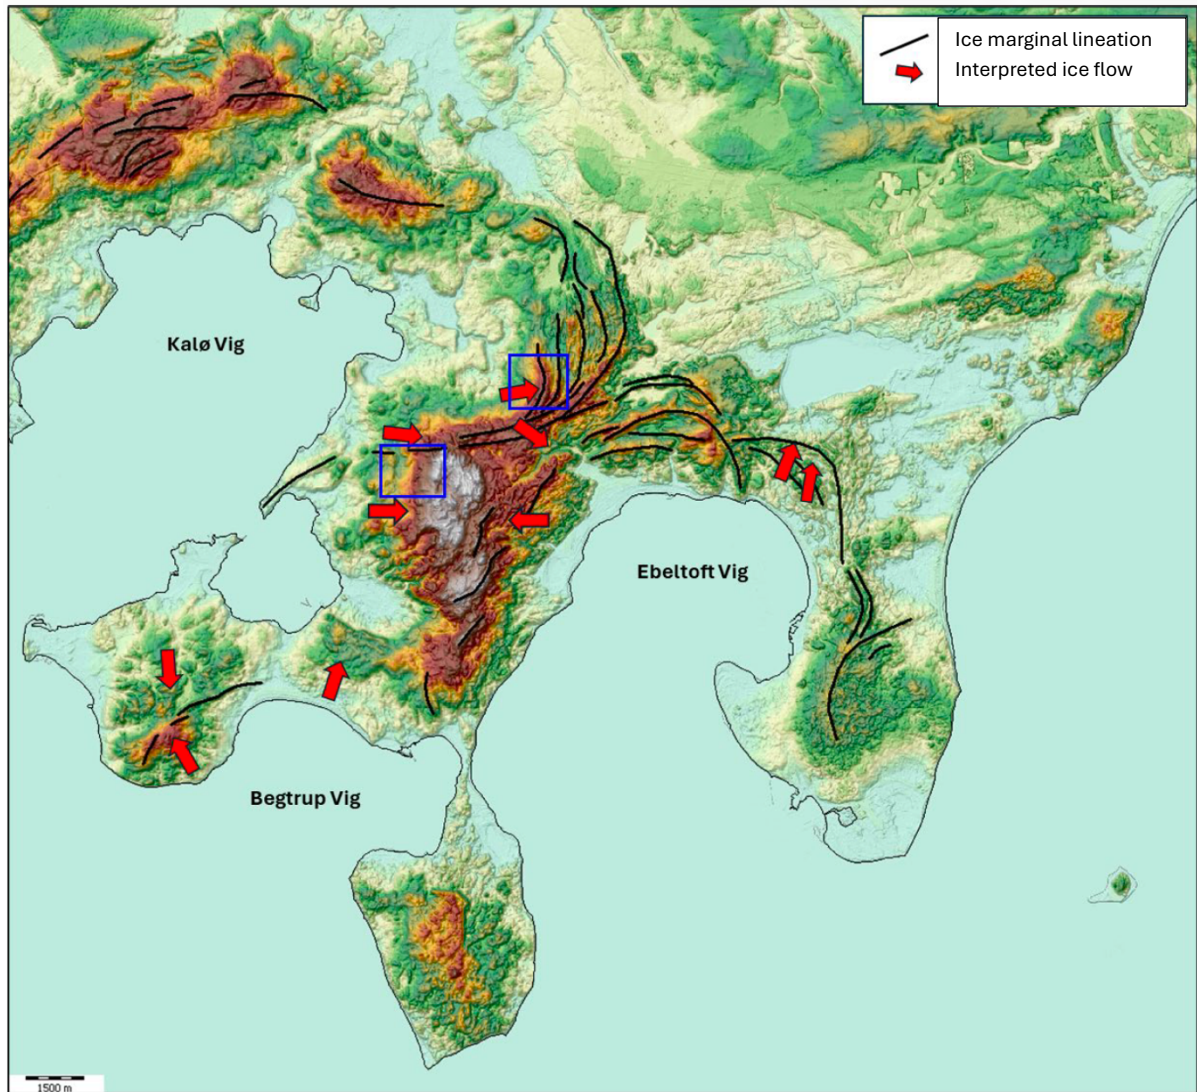 Ice marginal lineation
Interpreted ice flow
Kalø Vig
Ebeltoft Vig
Begtrup Vig
1500 m